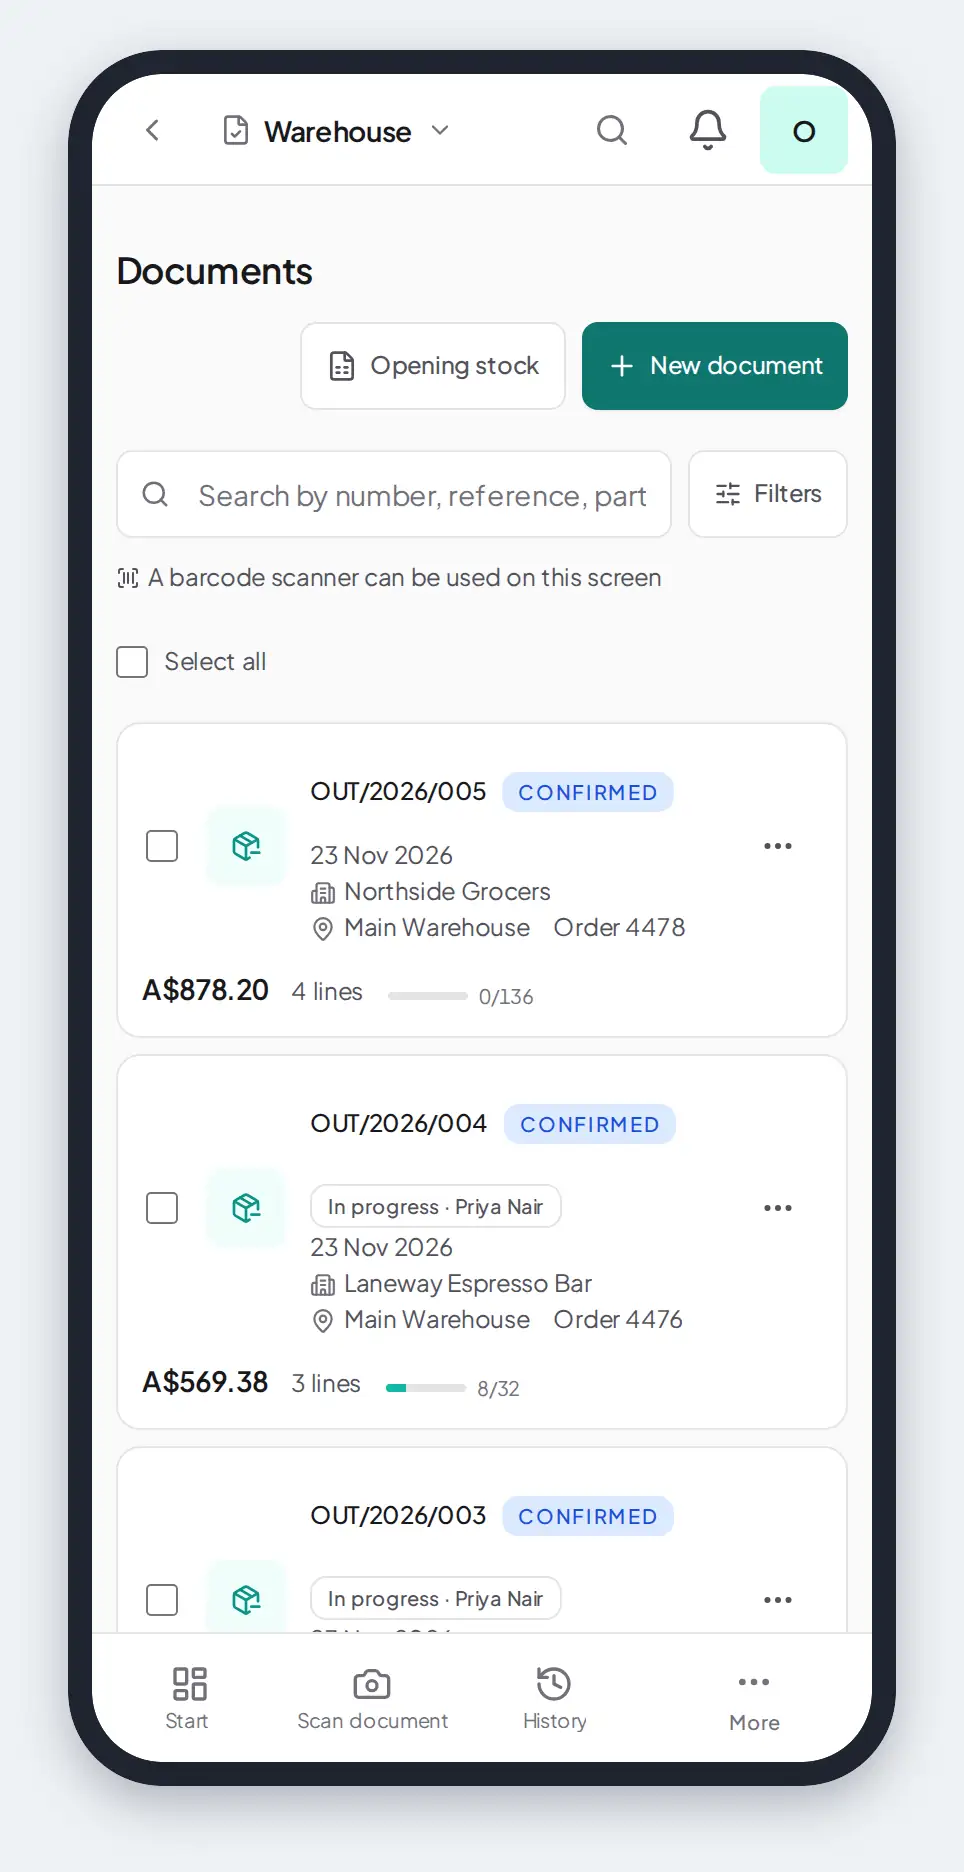 Warehouse
O
Documents
Opening stock
New document
Search by number, reference, part
Filters
A barcode scanner can be used on this screen
Select all
OUT/2026/005 CONFIRMED
23 Nov 2026
Northside Grocers
Main Warehouse Order 4478
A$878.20 4 lines 0/136
OUT/2026/004 CONFIRMED
In progress · Priya Nair
23 Nov 2026
Laneway Espresso Bar
Main Warehouse Order 4476
A$569.38 3 lines 8/32
OUT/2026/003 CONFIRMED
In progress · Priya Nair
Start
Scan document
History
More